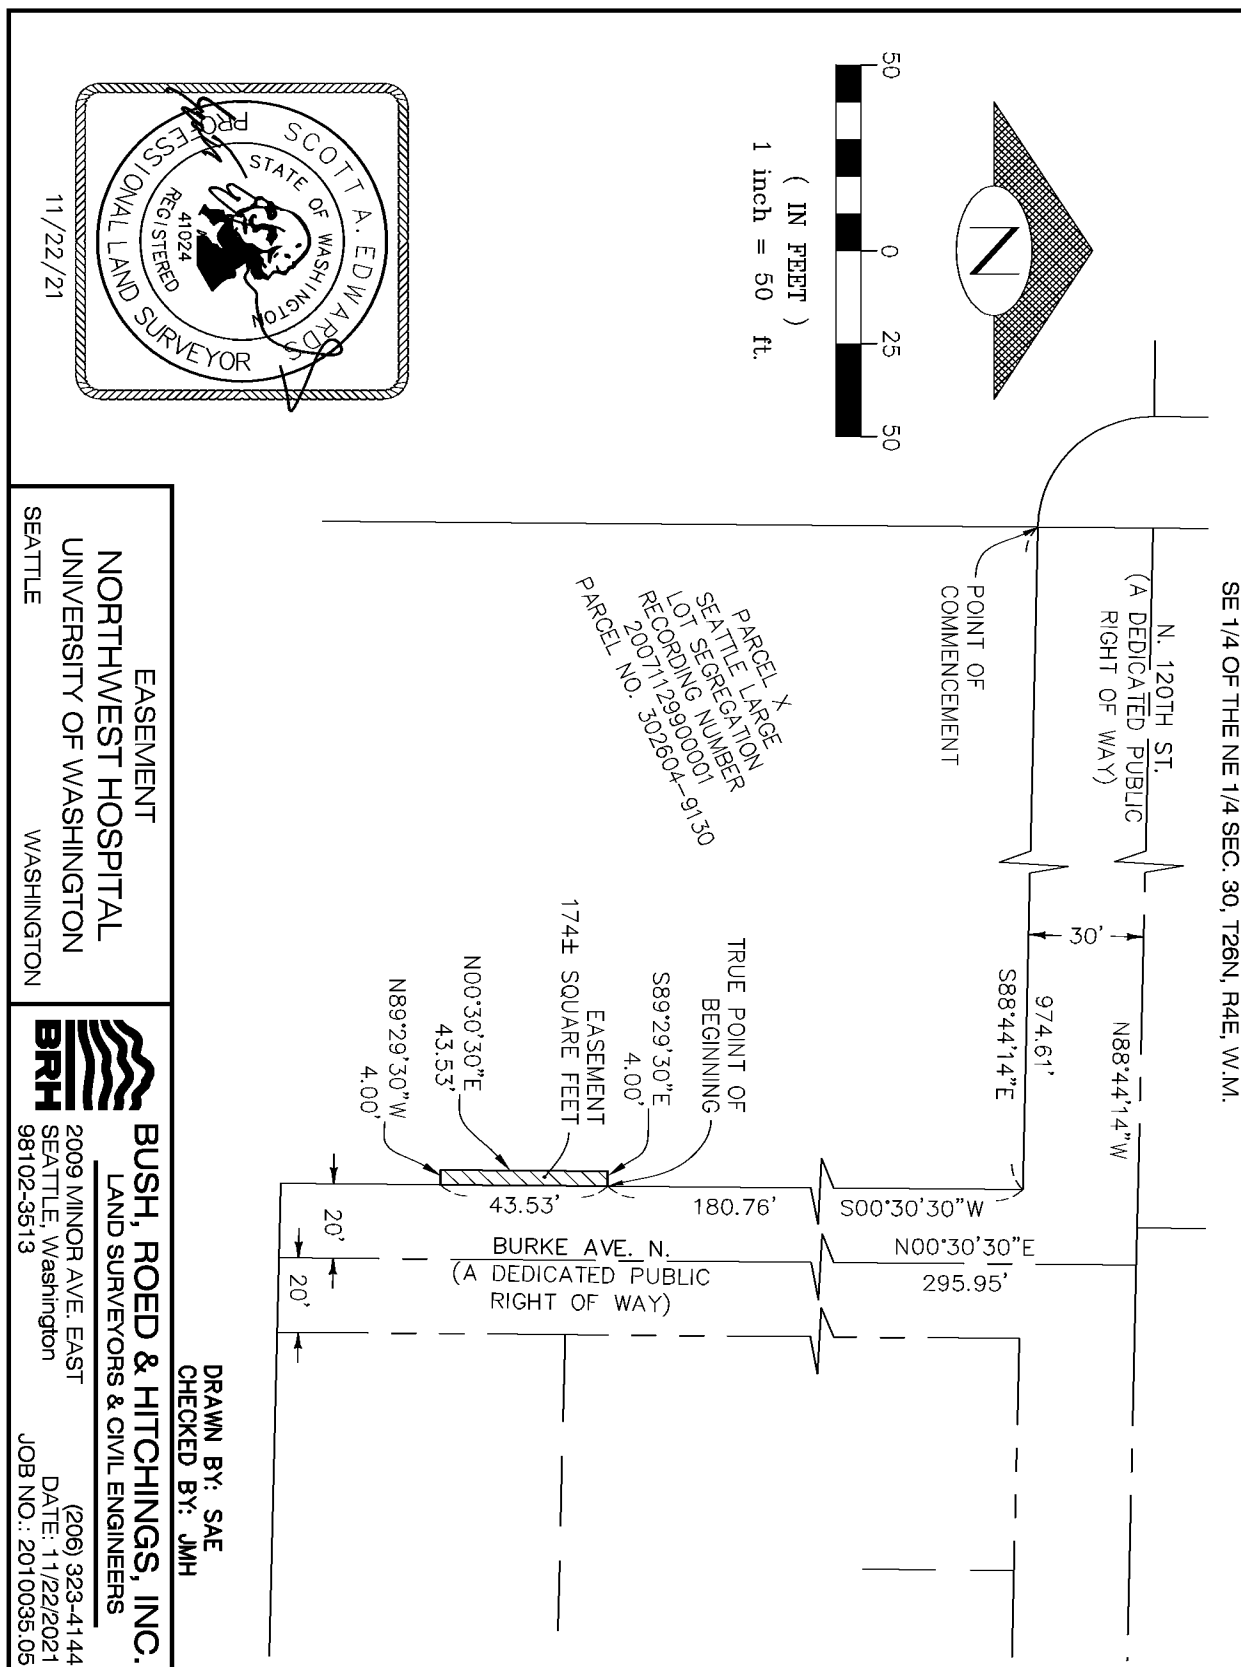 SE 1/4 OF THE NE 1/4 SEC. 30, T26N, R4E, W.M.
N
50
0
25
50
( IN FEET )
1 inch = 50 ft.
N. 120TH ST.
(A DEDICATED PUBLIC
RIGHT OF WAY)
POINT OF
COMMENCEMENT
30'
N88°44'14"W
974.61'
S88°44'14"E
PARCEL X
SEATTLE LARGE
LOT SEGREGATION
RECORDING NUMBER
20071129900001
PARCEL NO. 302604-9130
TRUE POINT OF
BEGINNING
S89°29'30"E
4.00'
EASEMENT
174± SQUARE FEET
N00°30'30"E
43.53'
N89°29'30"W
4.00'
43.53'
180.76'
S00°30'30"W
N00°30'30"E
295.95'
BURKE AVE. N.
(A DEDICATED PUBLIC
RIGHT OF WAY)
20'
20'
SCOTT A. EDWARDS
STATE OF WASHINGTON
41024
REGISTERED
PROFESSIONAL LAND SURVEYOR
11/22/21
DRAWN BY: SAE
CHECKED BY: JMH
EASEMENT
NORTHWEST HOSPITAL
UNIVERSITY OF WASHINGTON
SEATTLE WASHINGTON
BRH
BUSH, ROED & HITCHINGS, INC.
LAND SURVEYORS & CIVIL ENGINEERS
2009 MINOR AVE. EAST (206) 323-4144
SEATTLE, Washington DATE: 11/22/2021
98102-3513 JOB NO.: 2010035.05